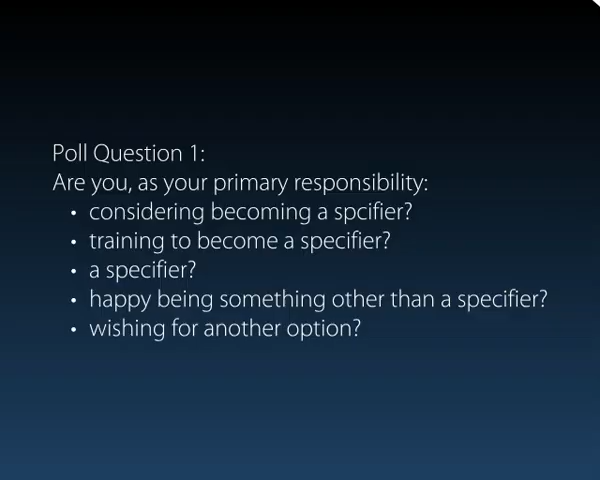 Poll Question 1:
Are you, as your primary responsibility:
• considering becoming a spcifier?
• training to become a specifier?
• a specifier?
• happy being something other than a specifier?
• wishing for another option?